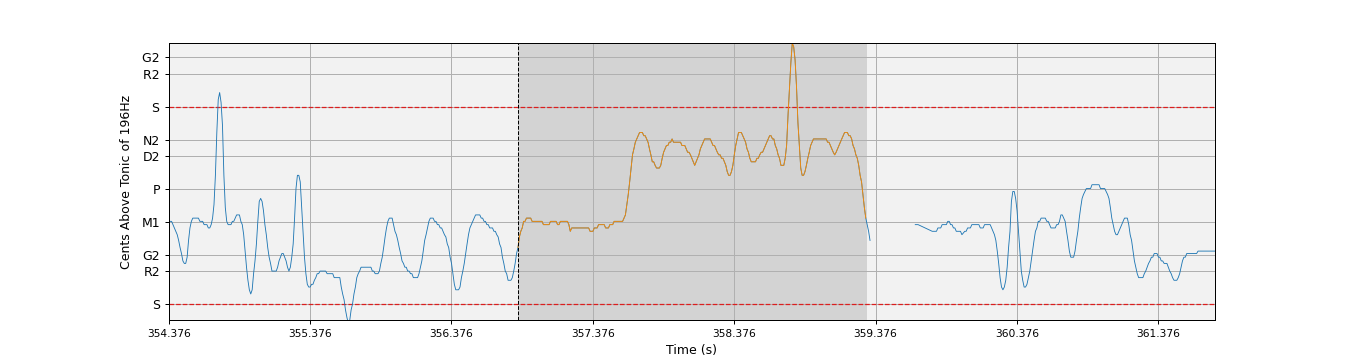 Cents Above Tonic of 196Hz
G2
R2
S
N2
D2
P
M1
G2
R2
S
354.376 355.376 356.376 357.376 358.376 359.376 360.376 361.376
Time (s)